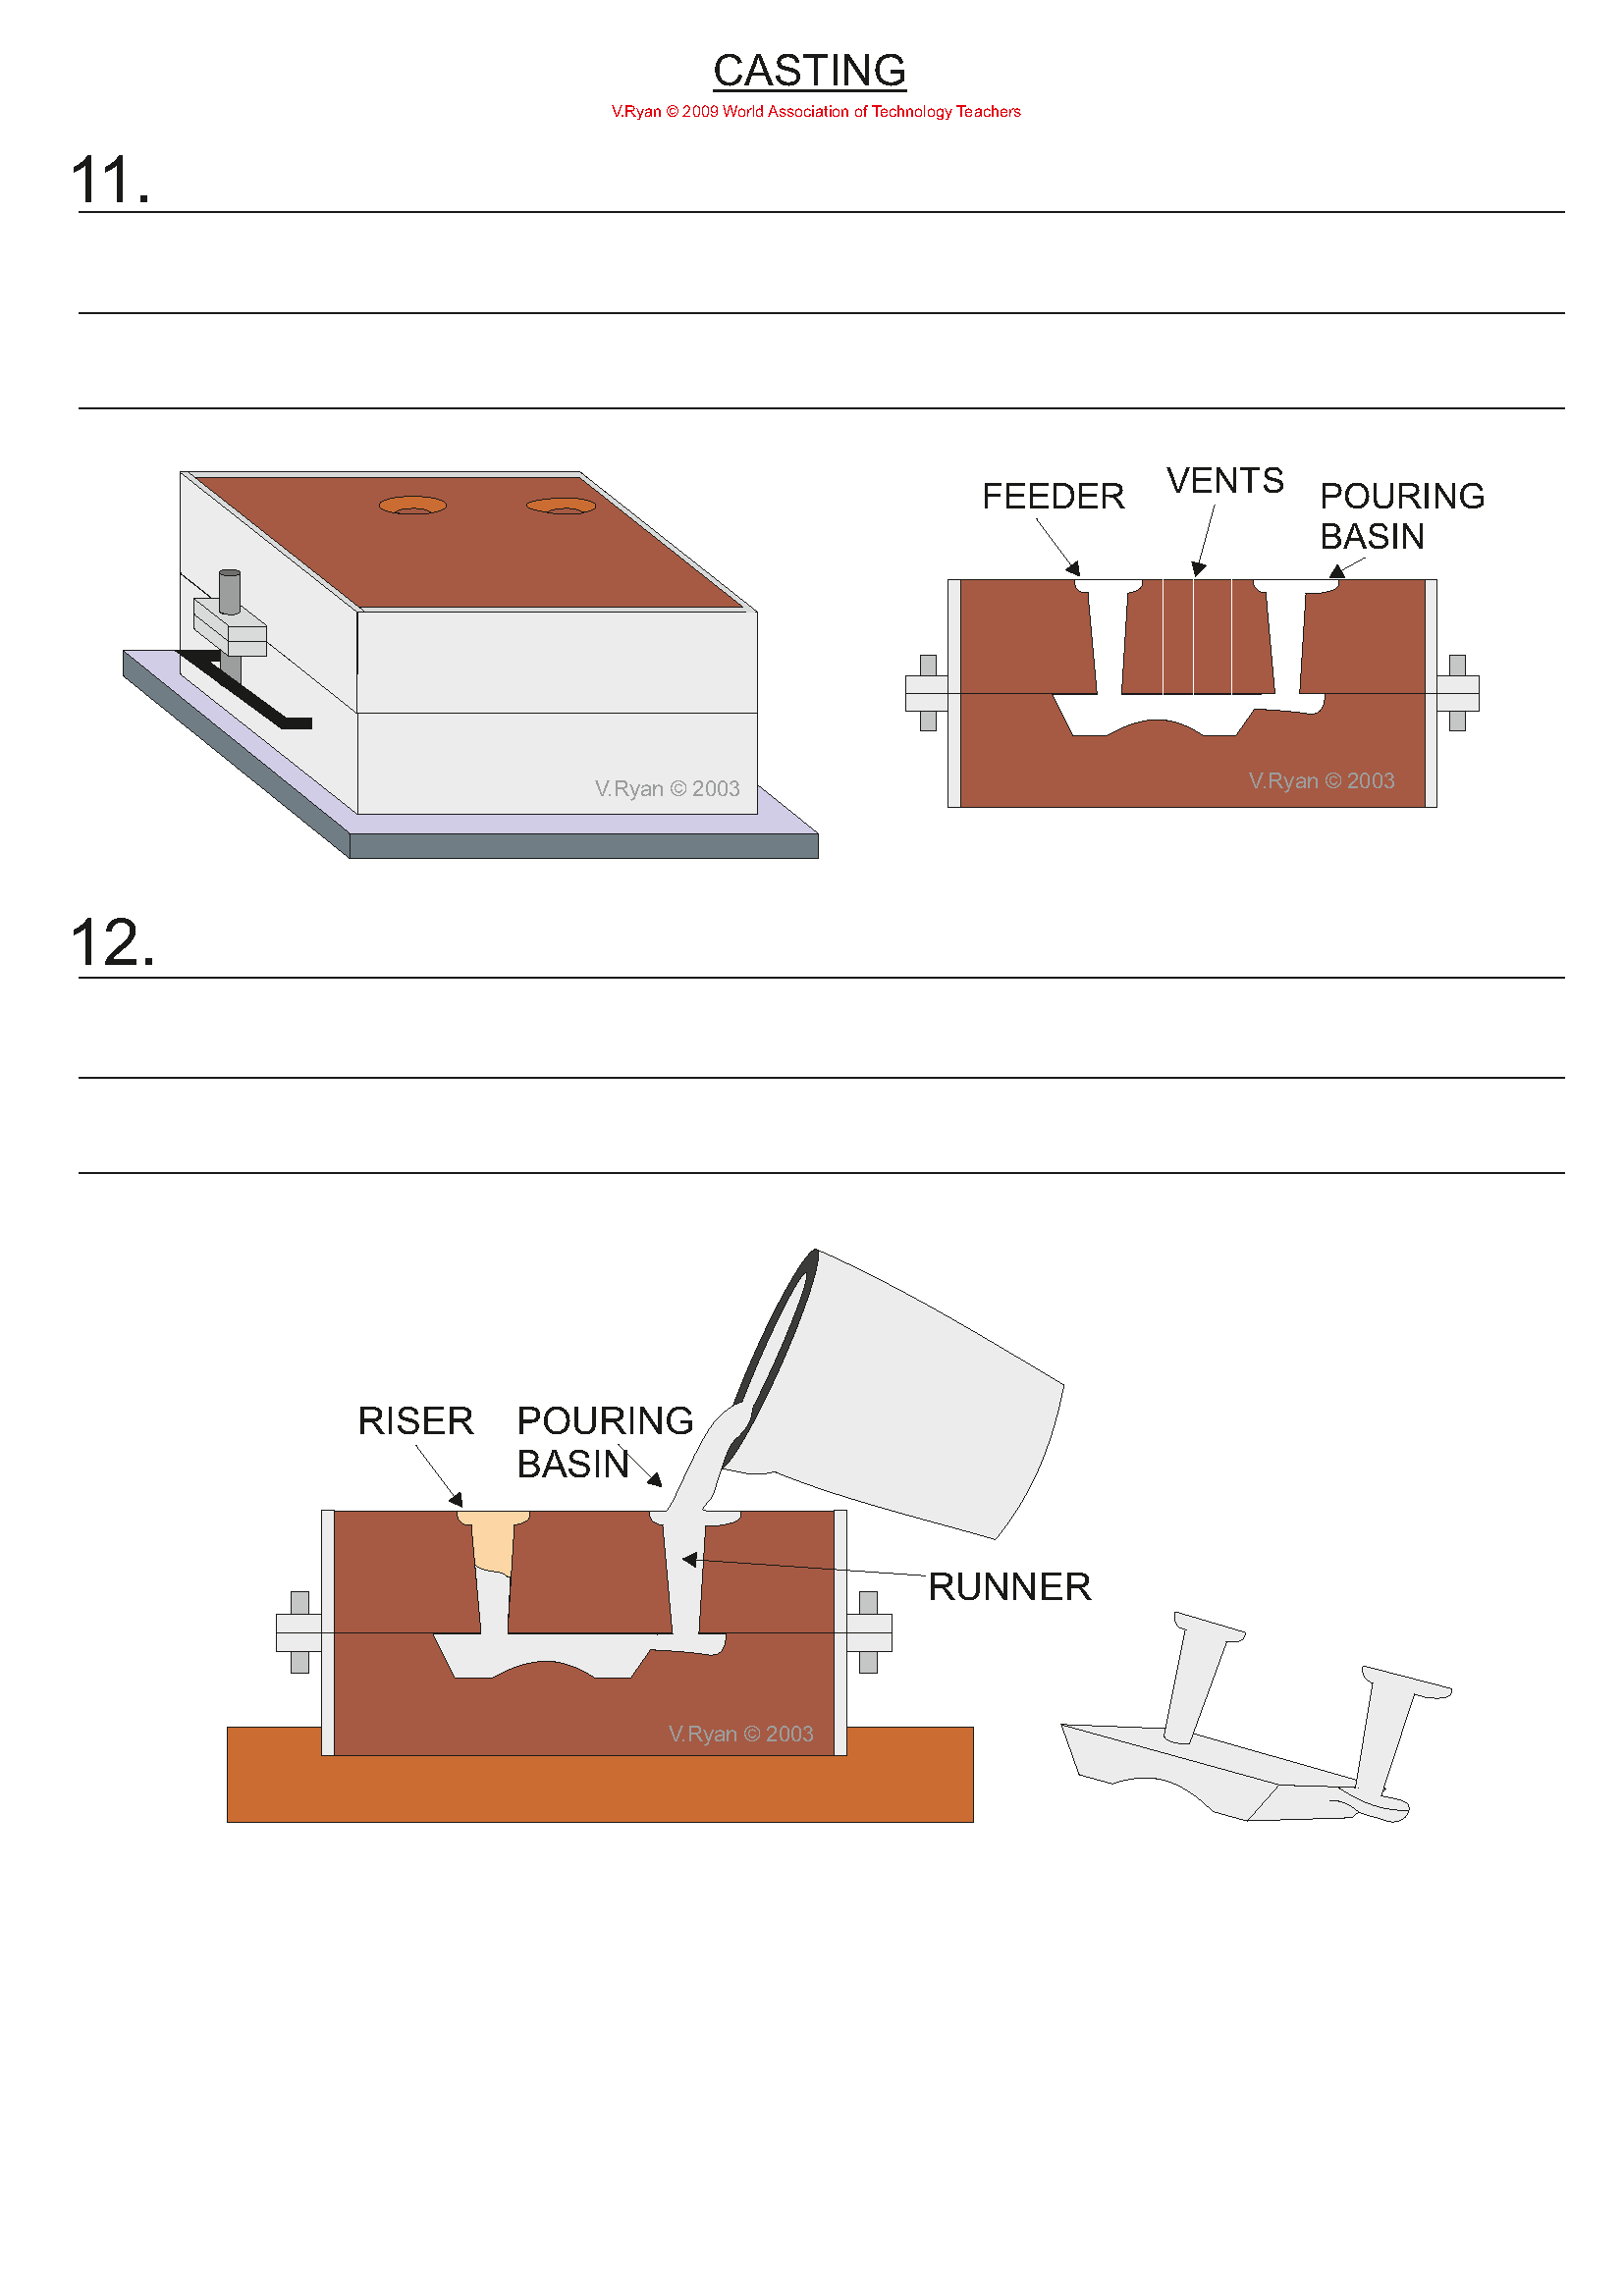 CASTING
V.Ryan © 2009 World Association of Technology Teachers
11.
FEEDER
VENTS
POURING
BASIN
V.Ryan © 2003
V.Ryan © 2003
12.
RISER
POURING
BASIN
RUNNER
V.Ryan © 2003